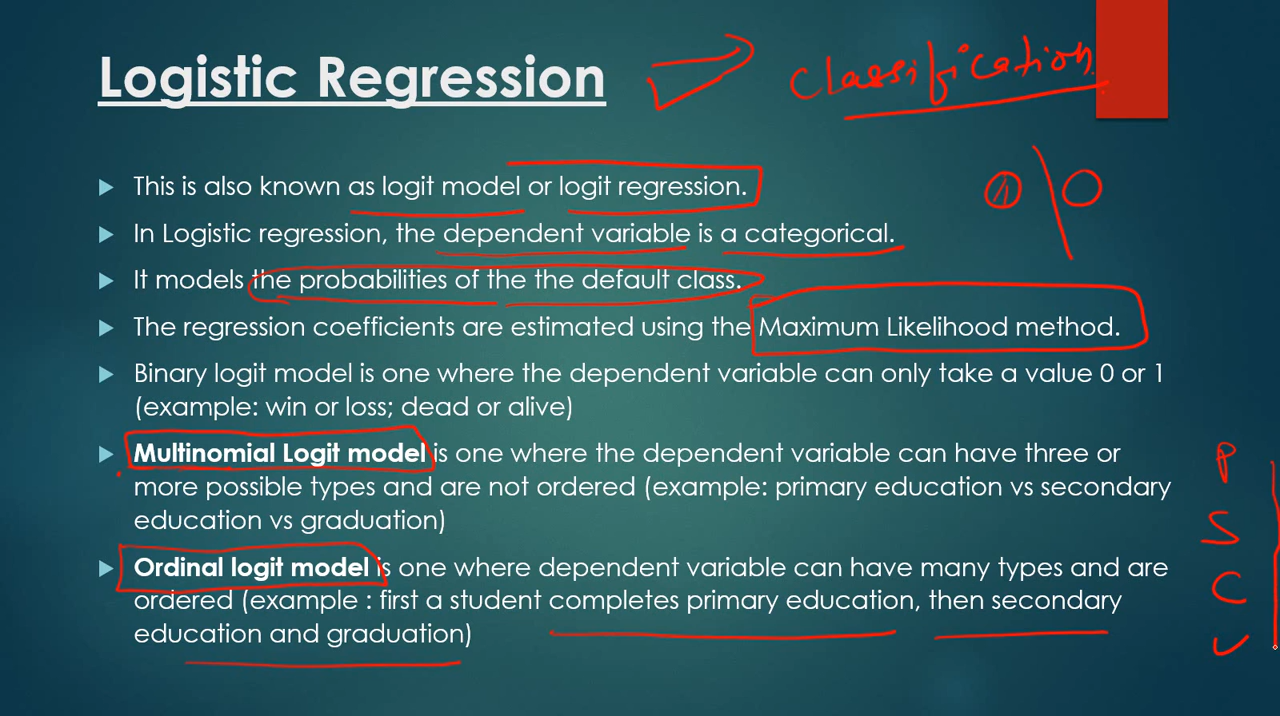 Logistic Regression
Classification
This is also known as logit model or logit regression.
1 0
In Logistic regression, the dependent variable is a categorical.
It models the probabilities of the the default class.
The regression coefficients are estimated using the Maximum Likelihood method.
Binary logit model is one where the dependent variable can only take a value 0 or 1
(example: win or loss; dead or alive)
Multinomial Logit model is one where the dependent variable can have three or
more possible types and are not ordered (example: primary education vs secondary
education vs graduation)
Ordinal logit model is one where dependent variable can have many types and are
ordered (example : first a student completes primary education, then secondary
education and graduation)
P
S
C